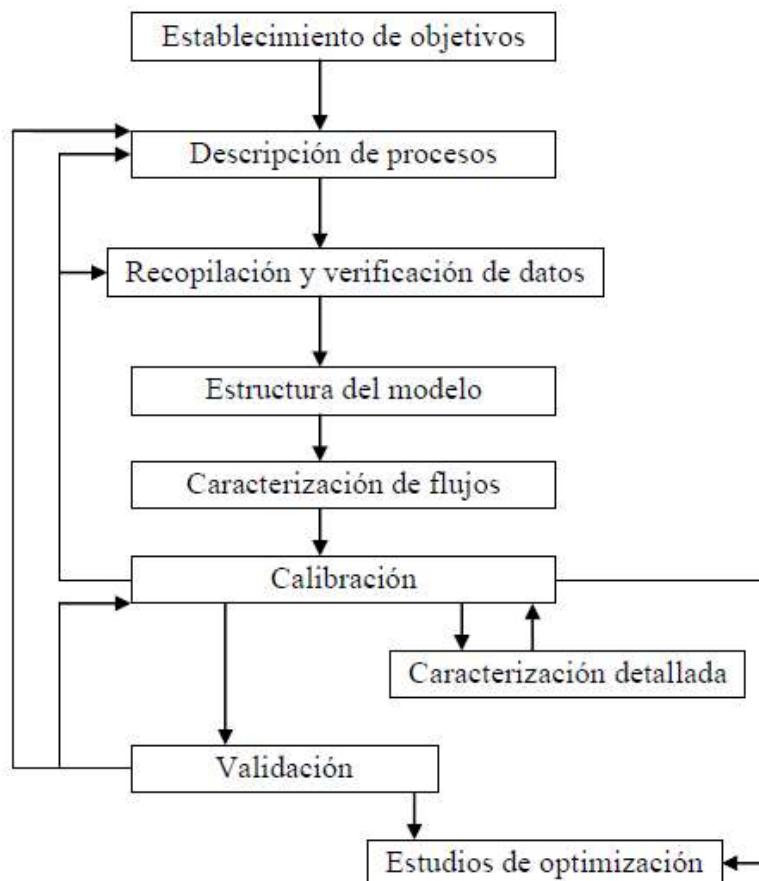 Establecimiento de objetivos
Descripción de procesos
Recopilación y verificación de datos
Estructura del modelo
Caracterización de flujos
Calibración
Caracterización detallada
Validación
Estudios de optimización